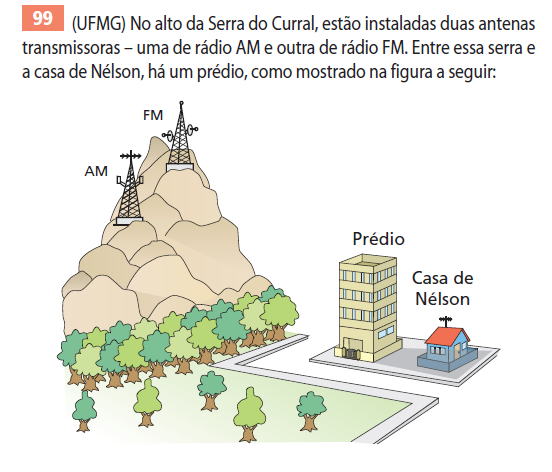 99 (UFMG) No alto da Serra do Curral, estão instaladas duas antenas
transmissoras – uma de rádio AM e outra de rádio FM. Entre essa serra e
a casa de Nélson, há um prédio, como mostrado na figura a seguir:
FM
AM
Prédio
Casa de
Nélson